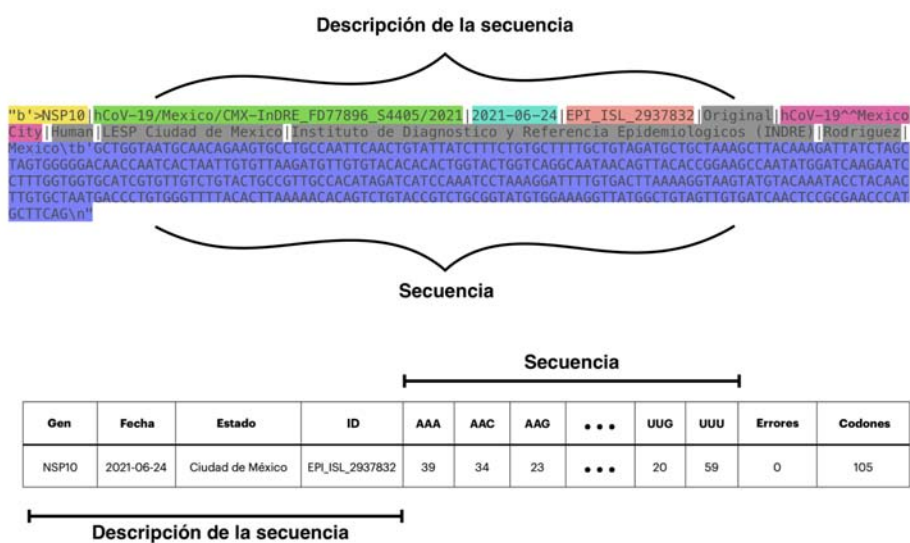 Descripción de la secuencia
"b'>NSP10|hCoV-19/Mexico/CMX-InDRE_FD77896_S4405/2021|2021-06-24|EPI_ISL_2937832|Original|hCoV-19^^Mexico
City|Human|LESP Ciudad de Mexico|Instituto de Diagnostico y Referencia Epidemiologicos (INDRE)|Rodriguez|
Mexico\tb'GCTGGTAATGCAACAGAAGTGCCTGCCAATTCAACTGTATTATCTTTCTGTGCTTTTGCTGTAGATGCTGCTAAAGCTTACAAAGATTATCTAGC
TAGTGGGGGACAACCAATCACTAATTGTGTTAAGATGTTGTGTACACACACTGGTACTGGTCAGGCAATAACAGTTACACCGGAAGCCAATATGGATCAAGAATC
CTTTGGTGGTGCATCGTGTTGTCTGTACTGCCGTTGCCACATAGATCATCCAAATCCTAAAGGATTTTGTGACTTAAAAGGTAAGTATGTACAAATACCTACAAC
TTGTGCTAATGACCCTGTGGGTTTTACACTTAAAAACACAGTCTGTACCGTCTGCGGTATGTGGAAAGGTTATGGCTGTAGTTGTGATCAACTCCGCGAACCCAT
GCTTCAG\n"
Secuencia
Secuencia
Gen Fecha Estado ID AAA AAC AAG ••• UUG UUU Errores Codones
NSP10 2021-06-24 Ciudad de México EPI_ISL_2937832 39 34 23 ••• 20 59 0 105
Descripción de la secuencia